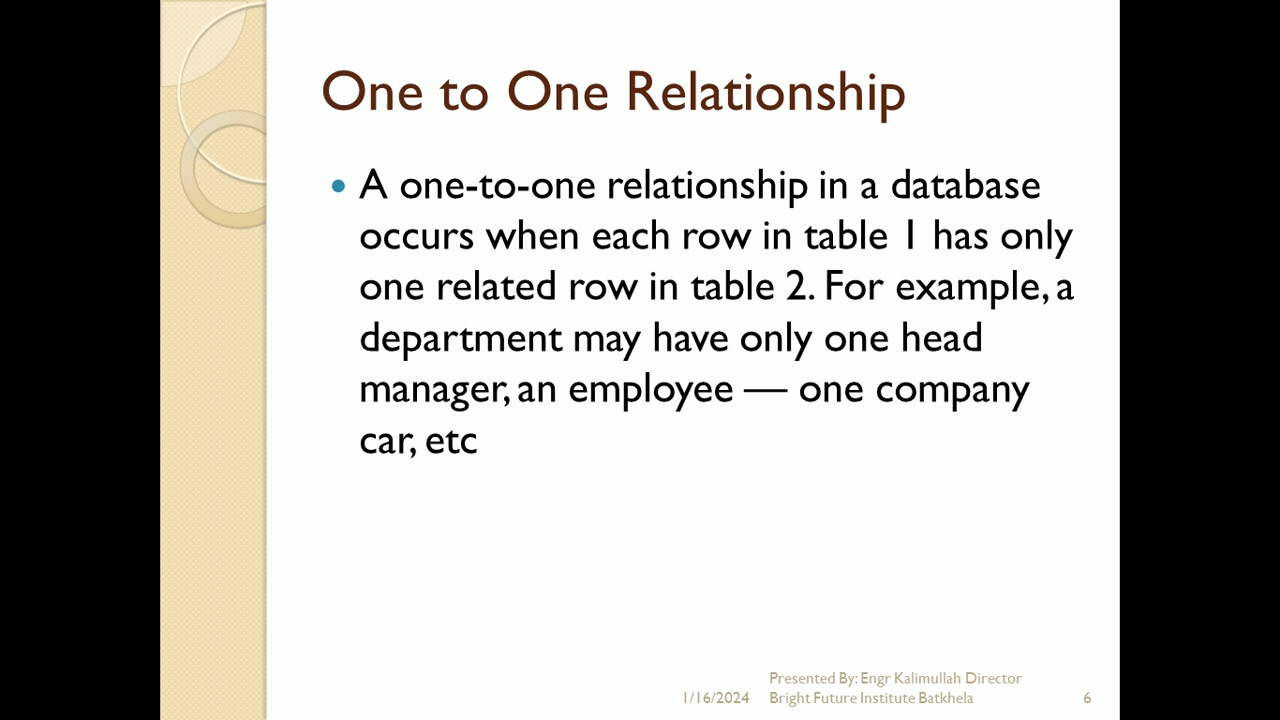 One to One Relationship
• A one-to-one relationship in a database
occurs when each row in table 1 has only
one related row in table 2. For example, a
department may have only one head
manager, an employee — one company
car, etc
Presented By: Engr Kalimullah Director
1/16/2024 Bright Future Institute Batkhela 6